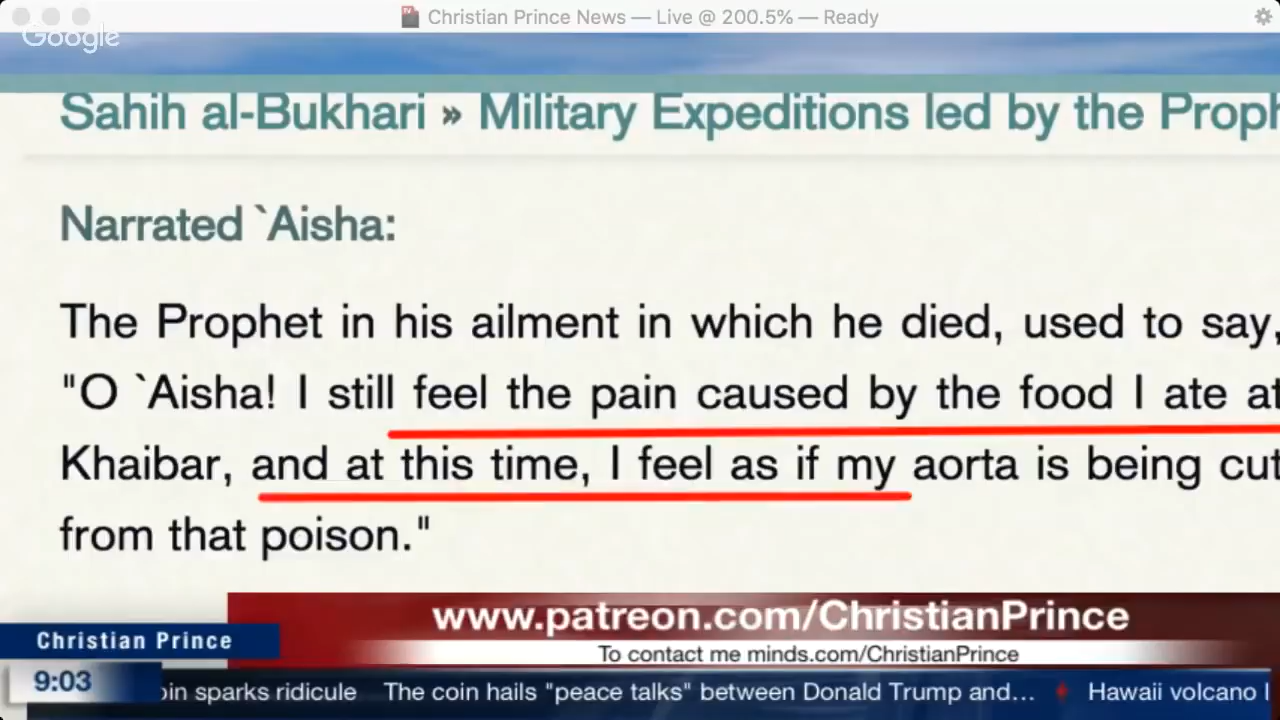 Christian Prince News — Live @ 200.5% — Ready
Google
Sahih al-Bukhari » Military Expeditions led by the Proph
Narrated `Aisha:
The Prophet in his ailment in which he died, used to say,
"O `Aisha! I still feel the pain caused by the food I ate at
Khaibar, and at this time, I feel as if my aorta is being cut
from that poison."
www.patreon.com/ChristianPrince
Christian Prince
To contact me minds.com/ChristianPrince
9:03
oin sparks ridicule The coin hails "peace talks" between Donald Trump and... Hawaii volcano l